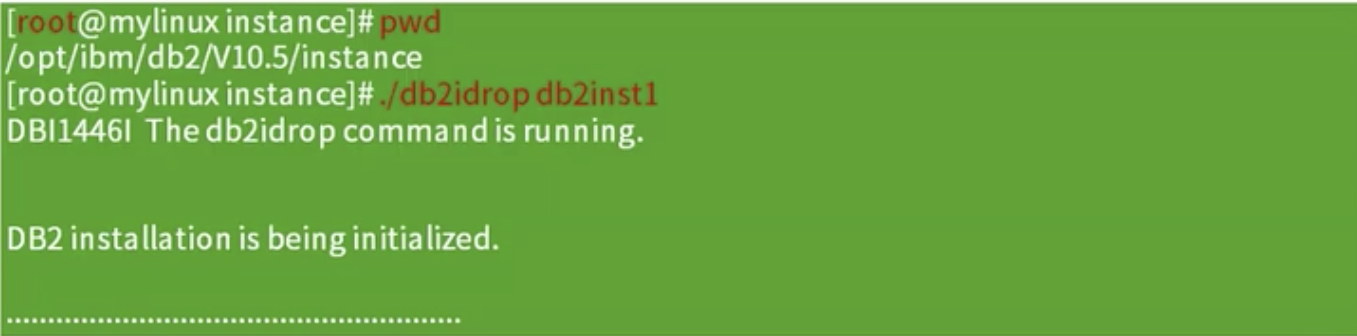 [root@mylinux instance]# pwd
/opt/ibm/db2/V10.5/instance
[root@mylinux instance]# ./db2idrop db2inst1
DBI1446I  The db2idrop command is running.
DB2 installation is being initialized.
.......................................................